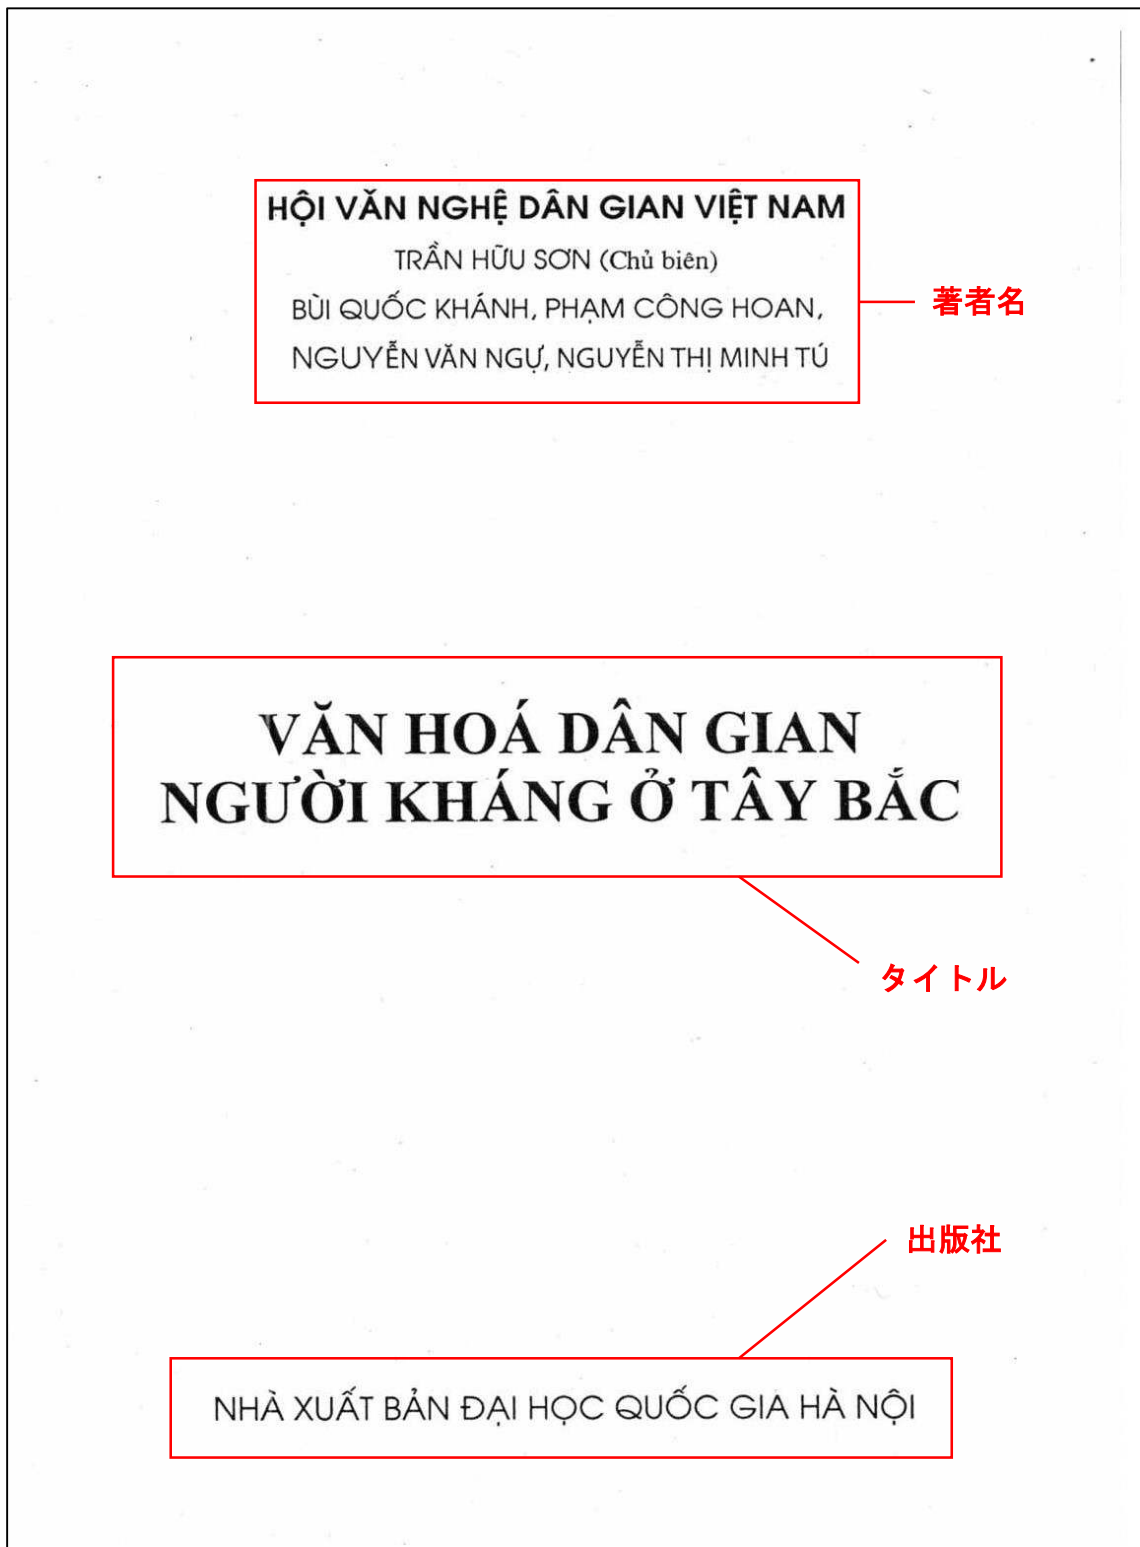 HỘI VĂN NGHỆ DÂN GIAN VIỆT NAM
TRẦN HỮU SƠN (Chủ biên)
BÙI QUỐC KHÁNH, PHẠM CÔNG HOAN,
著者名
NGUYỄN VĂN NGỰ, NGUYỄN THỊ MINH TÚ
VĂN HOÁ DÂN GIAN
NGƯỜI KHÁNG Ở TÂY BẮC
タイトル
出版社
NHÀ XUẤT BẢN ĐẠI HỌC QUỐC GIA HÀ NỘI